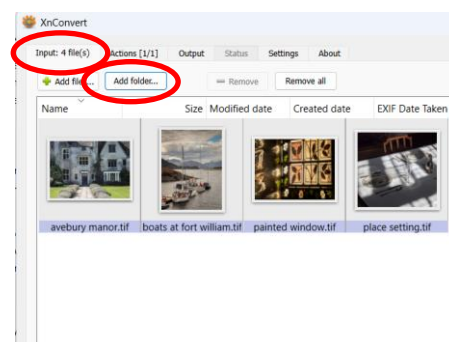 XnConvert
Input: 4 file(s) Actions [1/1] Output Status Settings About
Add folder... Remove Remove all
Name Size Modified date Created date EXIF Date Taken
avebury manor.tif boats at fort william.tif painted window.tif place setting.tif